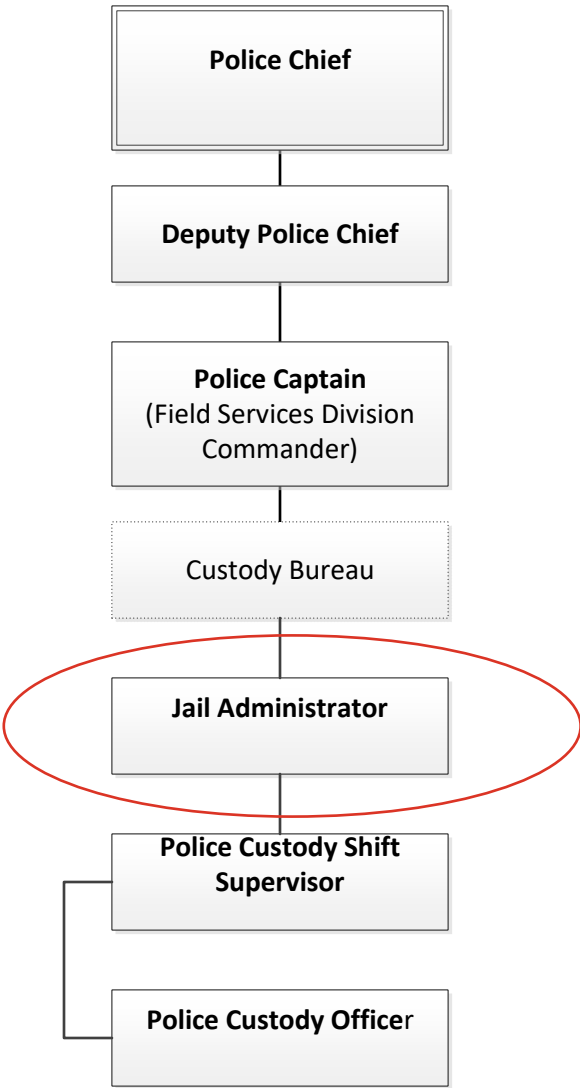 Police Chief
Deputy Police Chief
Police Captain
(Field Services Division
Commander)
Custody Bureau
Jail Administrator
Police Custody Shift
Supervisor
Police Custody Officer